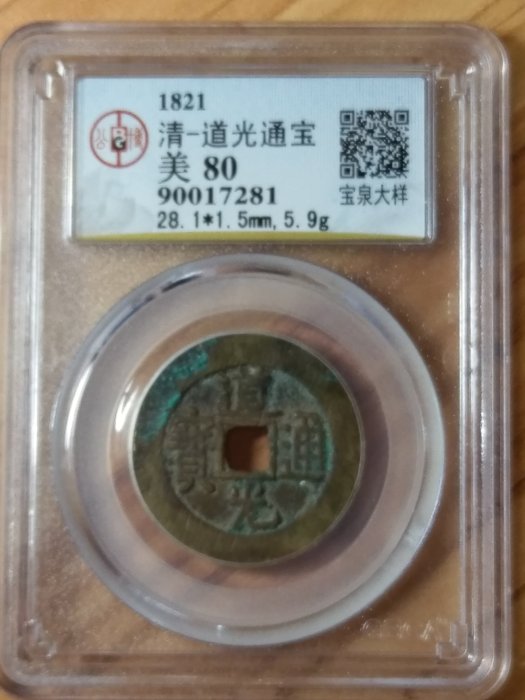 1821
清-道光通宝
美 80
90017281
28.1*1.5mm,5.9g
宝泉大样
道光通寶